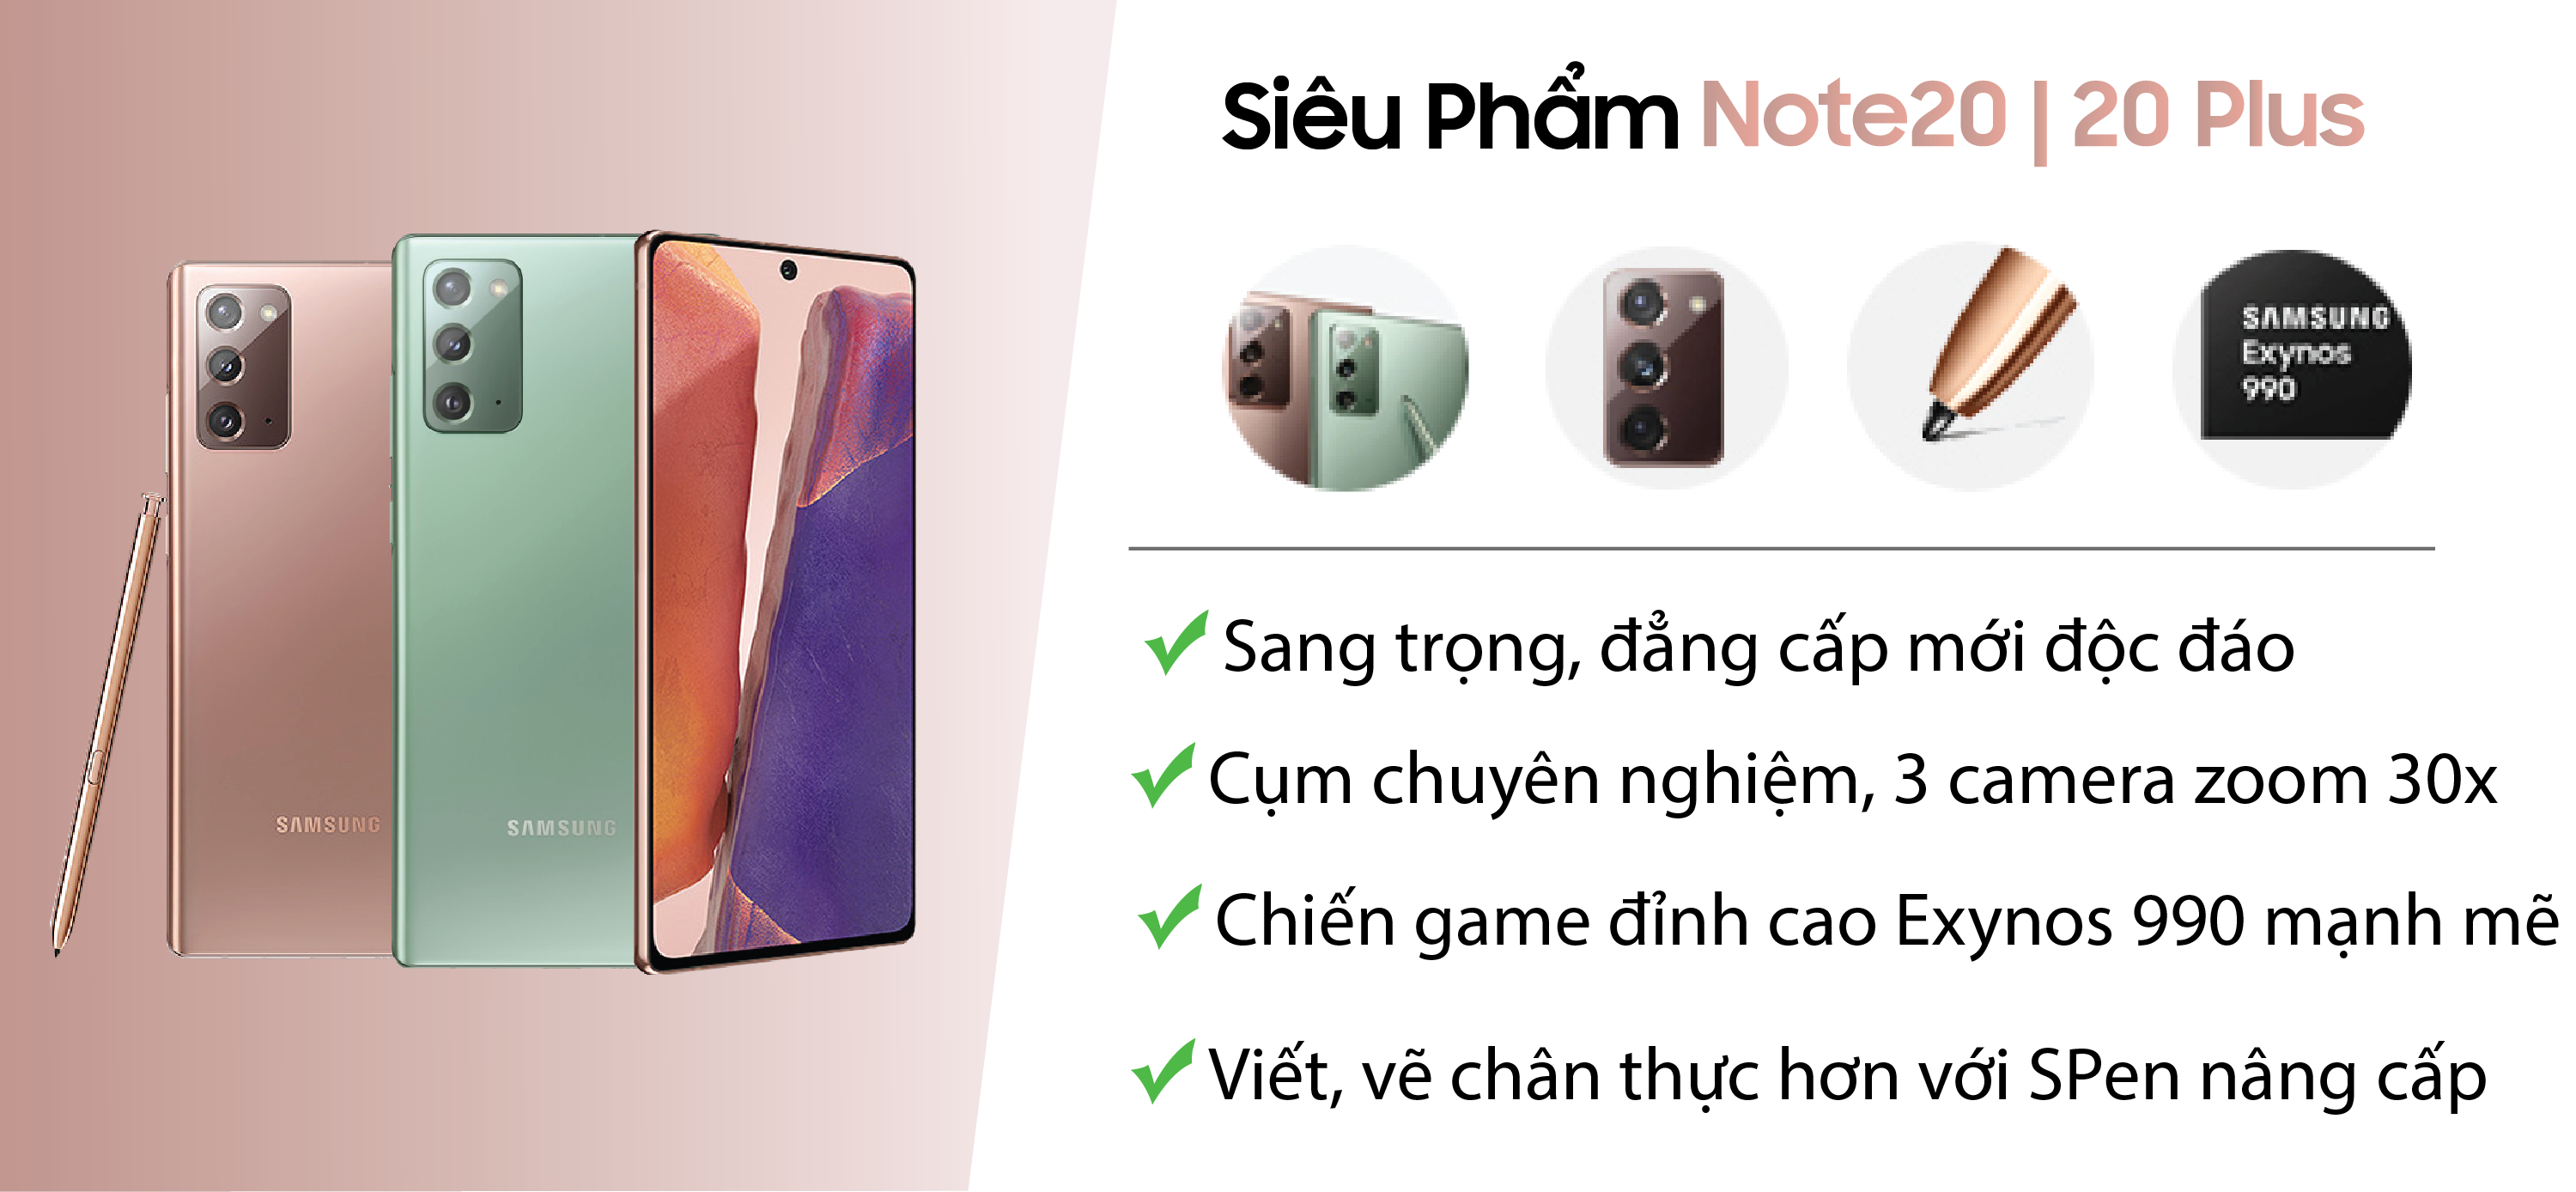 Siêu Phẩm Note20 | 20 Plus
SAMSUNG
Exynos
990
SAMSUNG
SAMSUNG
Sang trọng, đẳng cấp mới độc đáo
Cụm chuyên nghiệm, 3 camera zoom 30x
Chiến game đỉnh cao Exynos 990 mạnh mẽ
Viết, vẽ chân thực hơn với SPen nâng cấp